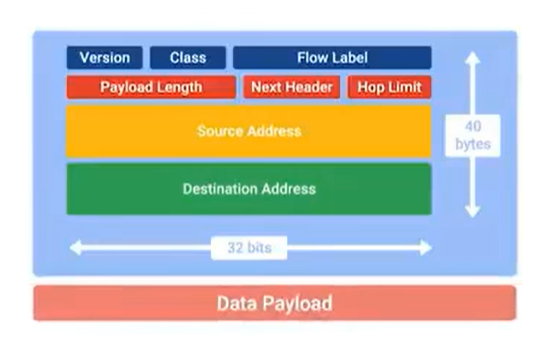 Version Class Flow Label
Payload Length Next Header Hop Limit
Source Address
40
bytes
Destination Address
32 bits
Data Payload